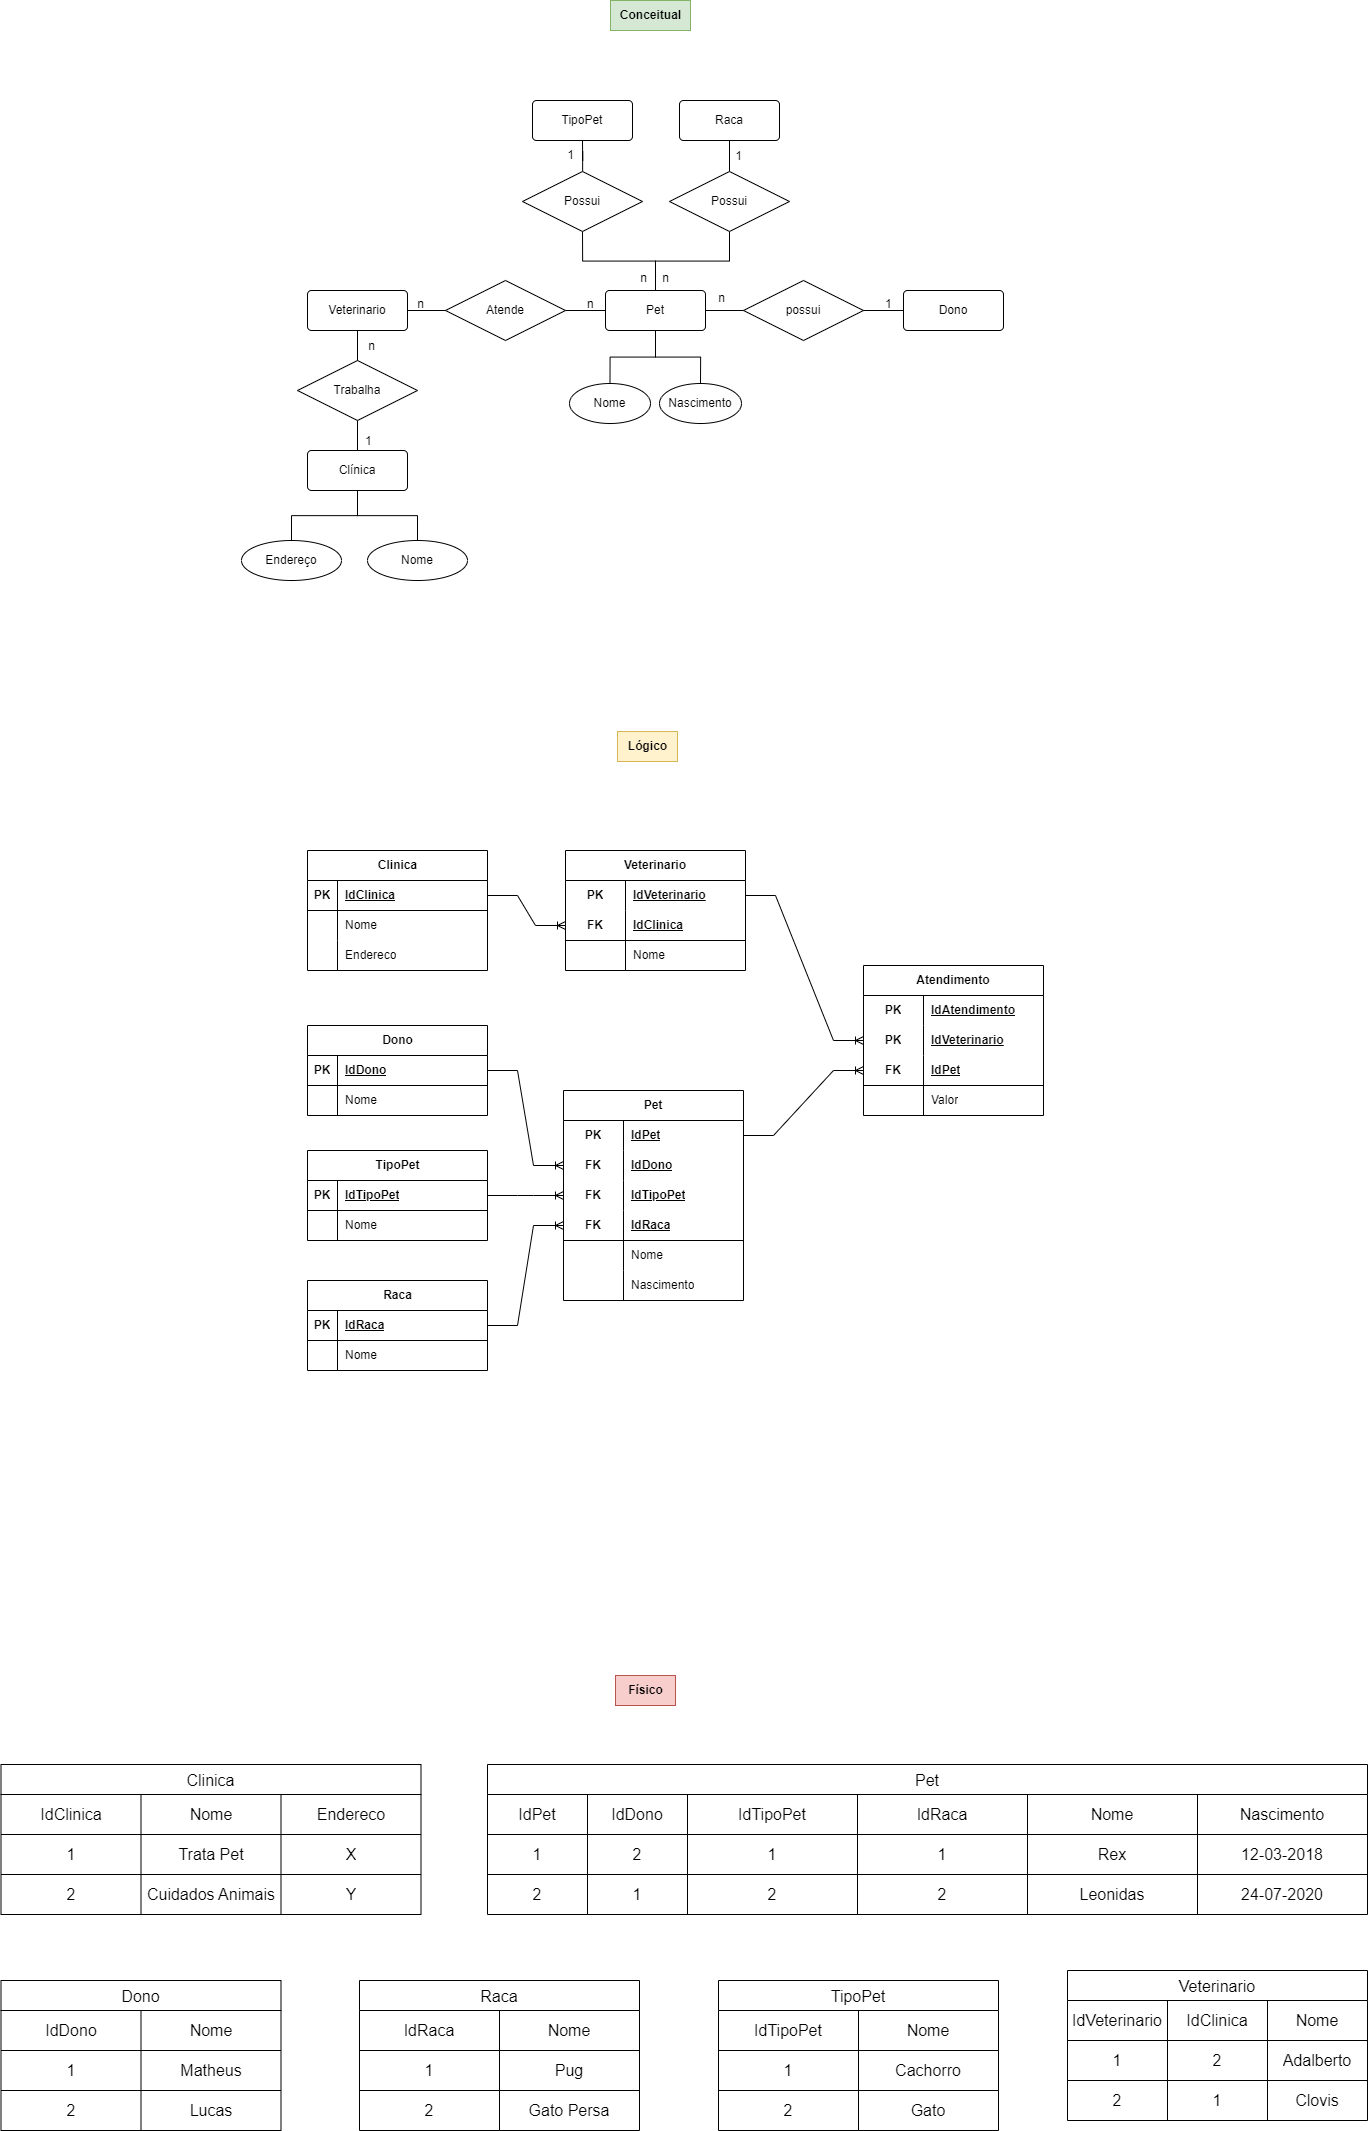 Conceitual
TipoPet
Raca
1
1
Possui
Possui
n
n
Veterinario
n
Atende
n
Pet
n
possui
1
Dono
n
Trabalha
Nome
Nascimento
1
Clínica
Endereço
Nome
Lógico
Clinica
PK IdClinica
Nome
Endereco
Veterinario
PK IdVeterinario
FK IdClinica
Nome
Atendimento
PK IdAtendimento
PK IdVeterinario
FK IdPet
Valor
Dono
PK IdDono
Nome
Pet
PK IdPet
FK IdDono
FK IdTipoPet
FK IdRaca
Nome
Nascimento
TipoPet
PK IdTipoPet
Nome
Raca
PK IdRaca
Nome
Físico
Clinica
IdClinica Nome Endereco
1 Trata Pet X
2 Cuidados Animais Y
Pet
IdPet IdDono IdTipoPet IdRaca Nome Nascimento
1 2 1 1 Rex 12-03-2018
2 1 2 2 Leonidas 24-07-2020
Dono
IdDono Nome
1 Matheus
2 Lucas
Raca
IdRaca Nome
1 Pug
2 Gato Persa
TipoPet
IdTipoPet Nome
1 Cachorro
2 Gato
Veterinario
IdVeterinario IdClinica Nome
1 2 Adalberto
2 1 Clovis